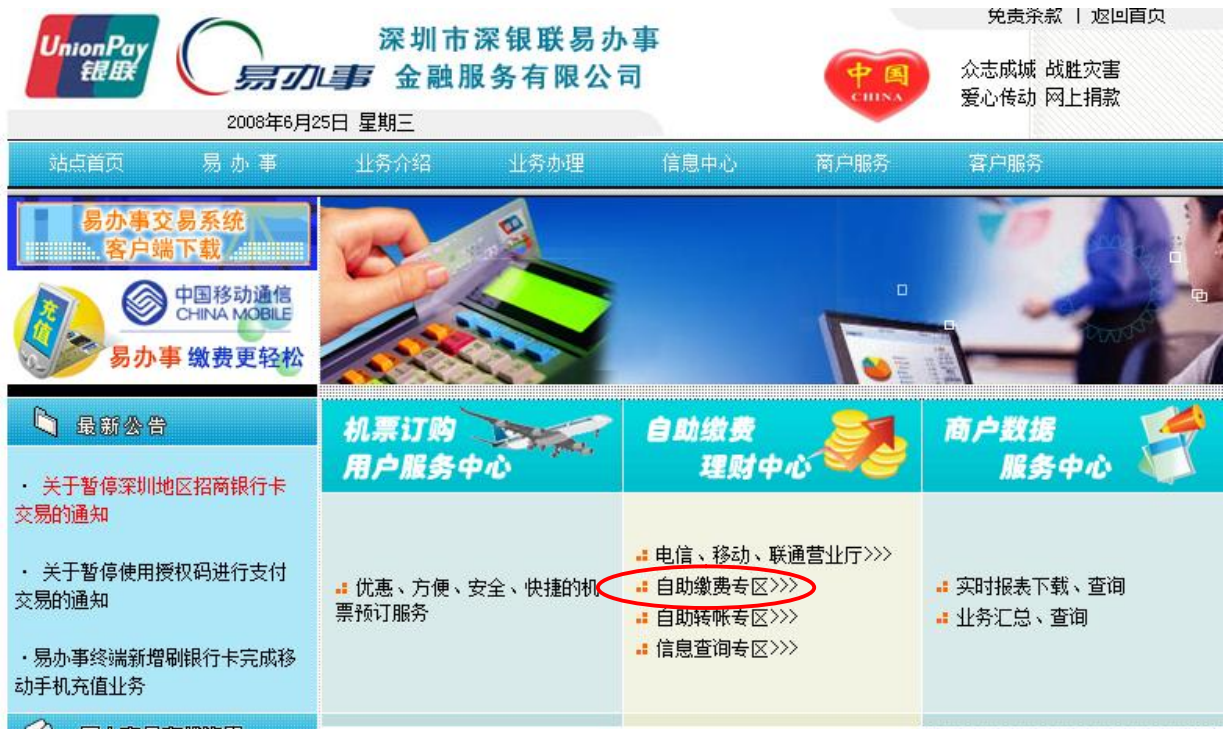 免责条款 | 返回首页
UnionPay
银联
易办事
深圳市深银联易办事
金融服务有限公司
中国
CHINA
众志成城 战胜灾害
爱心传动 网上捐款
2008年6月25日 星期三
站点首页 易办事 业务介绍 业务办理 信息中心 商户服务 客户服务
易办事交易系统
客户端下载
充值
中国移动通信
CHINA MOBILE
易办事 缴费更轻松
最新公告
· 关于暂停深圳地区招商银行卡
交易的通知
· 关于暂停使用授权码进行支付
交易的通知
·易办事终端新增刷银行卡完成移
动手机充值业务
机票订购
用户服务中心
优惠、方便、安全、快捷的机
票预订服务
自助缴费
理财中心
电信、移动、联通营业厅>>>
自助缴费专区>>>
自助转帐专区>>>
信息查询专区>>>
商户数据
服务中心
实时报表下载、查询
业务汇总、查询